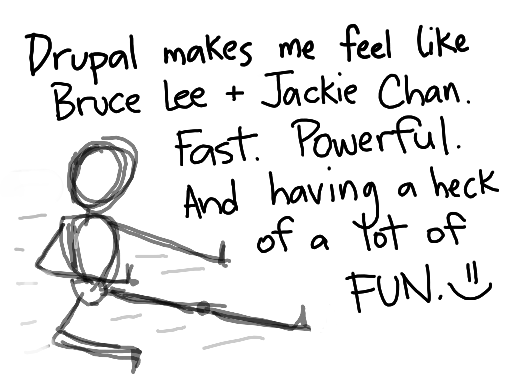 Drupal makes me feel like
Bruce Lee + Jackie Chan.
Fast. Powerful.
And having a heck
of a lot of
FUN.